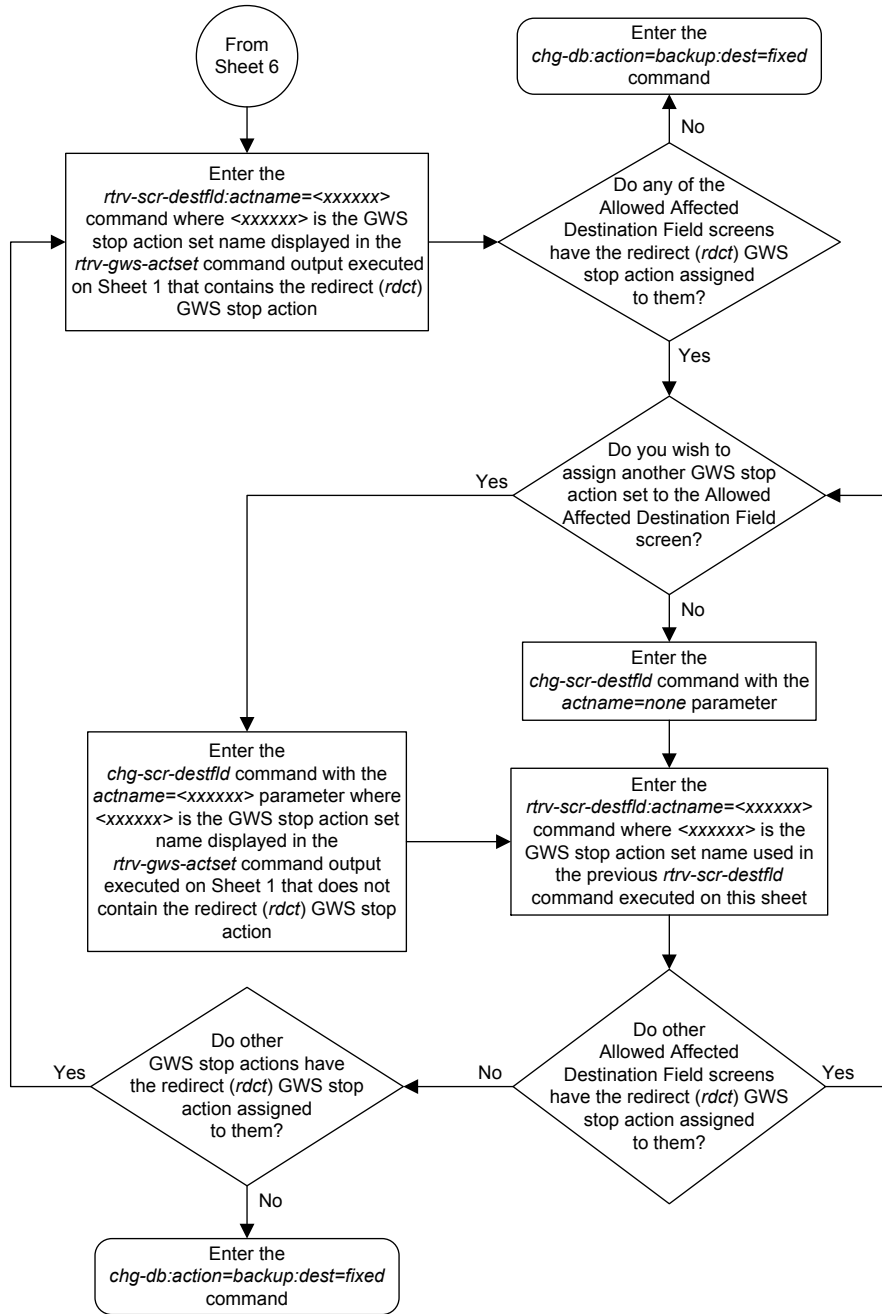 From
Sheet 6
Enter the
chg-db:action=backup:dest=fixed
command
No
Enter the
rtrv-scr-destfld:actname=<xxxxxx>
command where <xxxxxx> is the GWS
stop action set name displayed in the
rtrv-gws-actset command output executed
on Sheet 1 that contains the redirect (rdct)
GWS stop action
Do any of the
Allowed Affected
Destination Field screens
have the redirect (rdct) GWS
stop action assigned
to them?
Yes
Do you wish to
assign another GWS stop
action set to the Allowed
Affected Destination Field
screen?
Yes
No
Enter the
chg-scr-destfld command with the
actname=none parameter
Enter the
chg-scr-destfld command with the
actname=<xxxxxx> parameter where
<xxxxxx> is the GWS stop action set
name displayed in the
rtrv-gws-actset command output
executed on Sheet 1 that does not
contain the redirect (rdct) GWS stop
action
Enter the
rtrv-scr-destfld:actname=<xxxxxx>
command where <xxxxxx> is the
GWS stop action set name used in
the previous rtrv-scr-destfld
command executed on this sheet
Do other
Allowed Affected
Destination Field screens
have the redirect (rdct) GWS
stop action assigned
to them?
Yes
No
Do other
GWS stop actions have
the redirect (rdct) GWS stop
action assigned
to them?
Yes
No
Enter the
chg-db:action=backup:dest=fixed
command